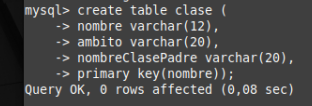 mysql> create table clase (
    -> nombre varchar(12),
    -> ambito varchar(20),
    -> nombreClasePadre varchar(20),
    -> primary key(nombre));
Query OK, 0 rows affected (0,08 sec)